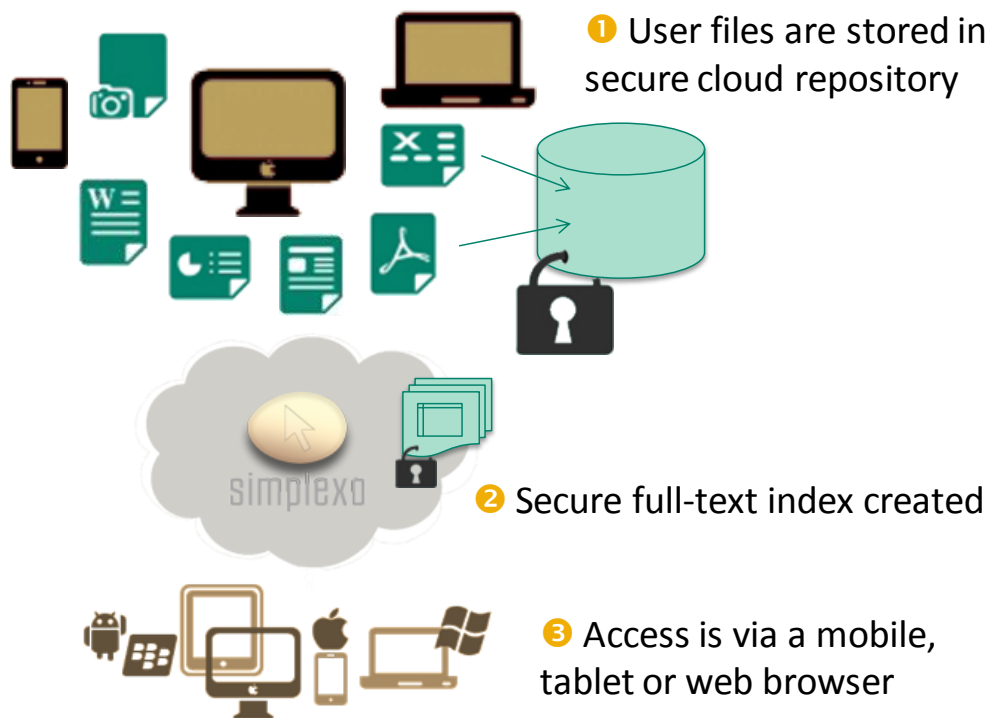 ❶ User files are stored in
secure cloud repository
X
W
simplexo
❷ Secure full-text index created
❸ Access is via a mobile,
tablet or web browser